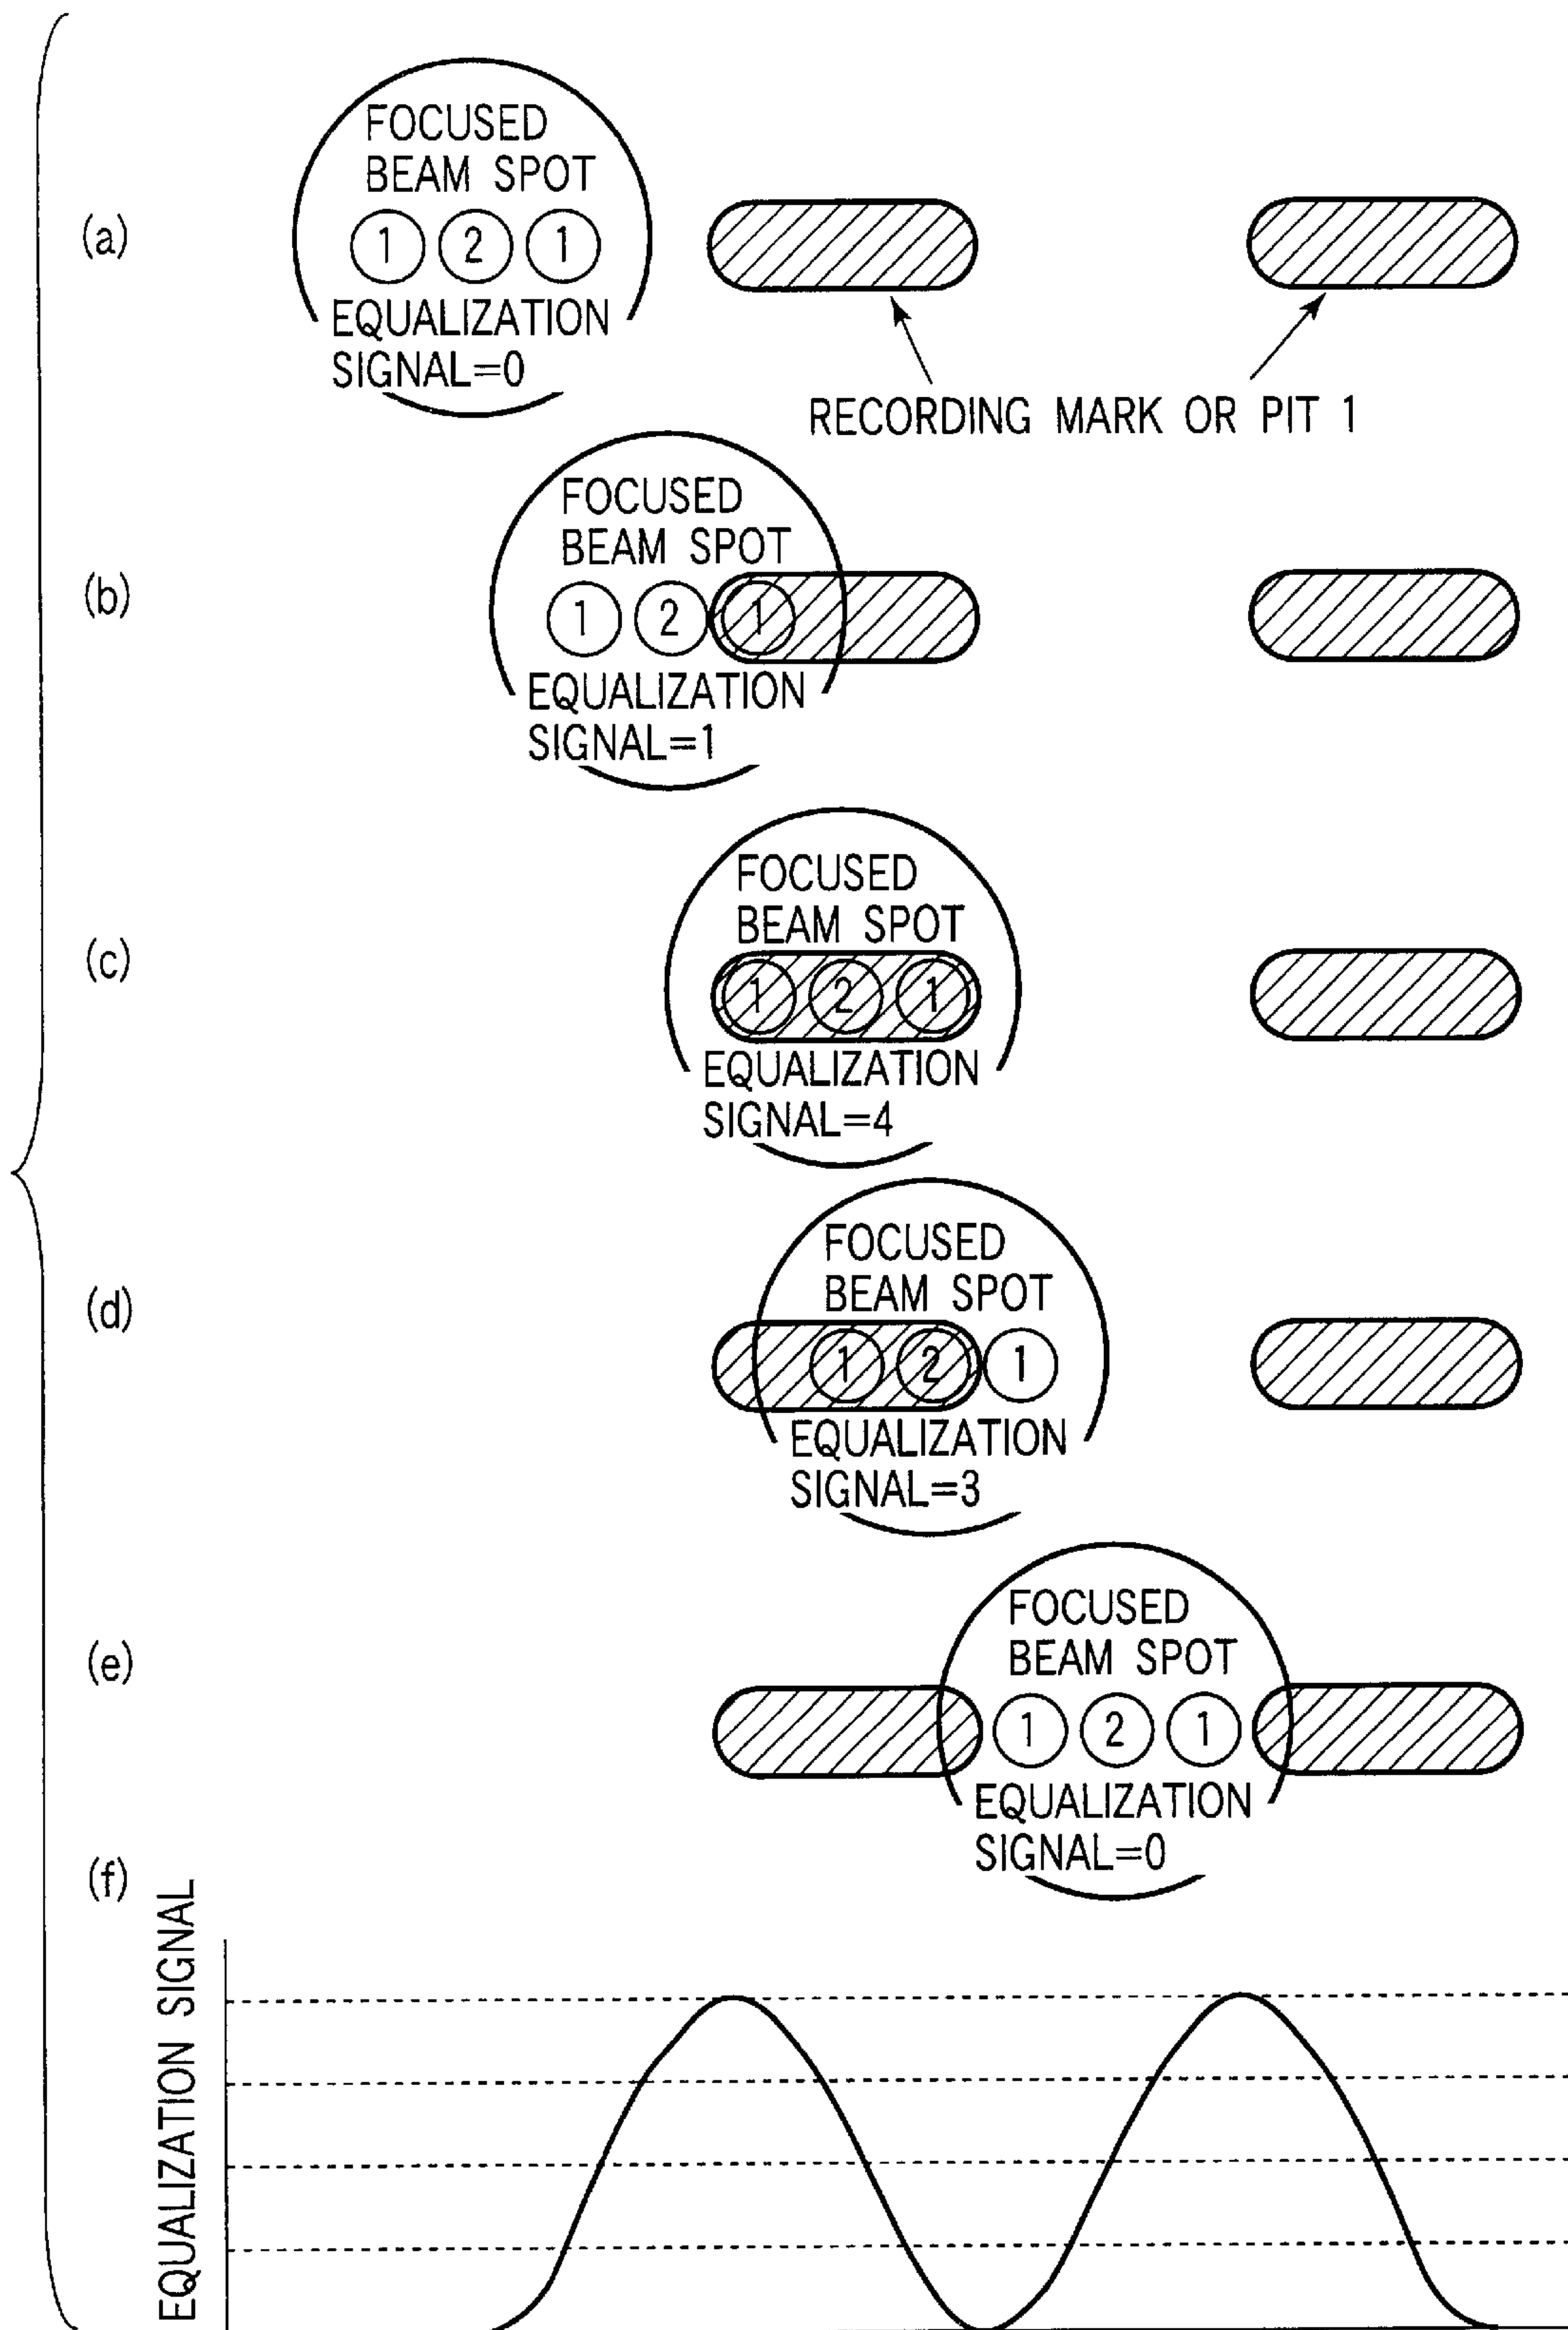 (a)
FOCUSED
BEAM SPOT
1 2 1
EQUALIZATION
SIGNAL=0
RECORDING MARK OR PIT 1
(b)
FOCUSED
BEAM SPOT
1 2 1
EQUALIZATION
SIGNAL=1
(c)
FOCUSED
BEAM SPOT
1 2 1
EQUALIZATION
SIGNAL=4
(d)
FOCUSED
BEAM SPOT
1 2 1
EQUALIZATION
SIGNAL=3
(e)
FOCUSED
BEAM SPOT
1 2 1
EQUALIZATION
SIGNAL=0
(f)
EQUALIZATION SIGNAL